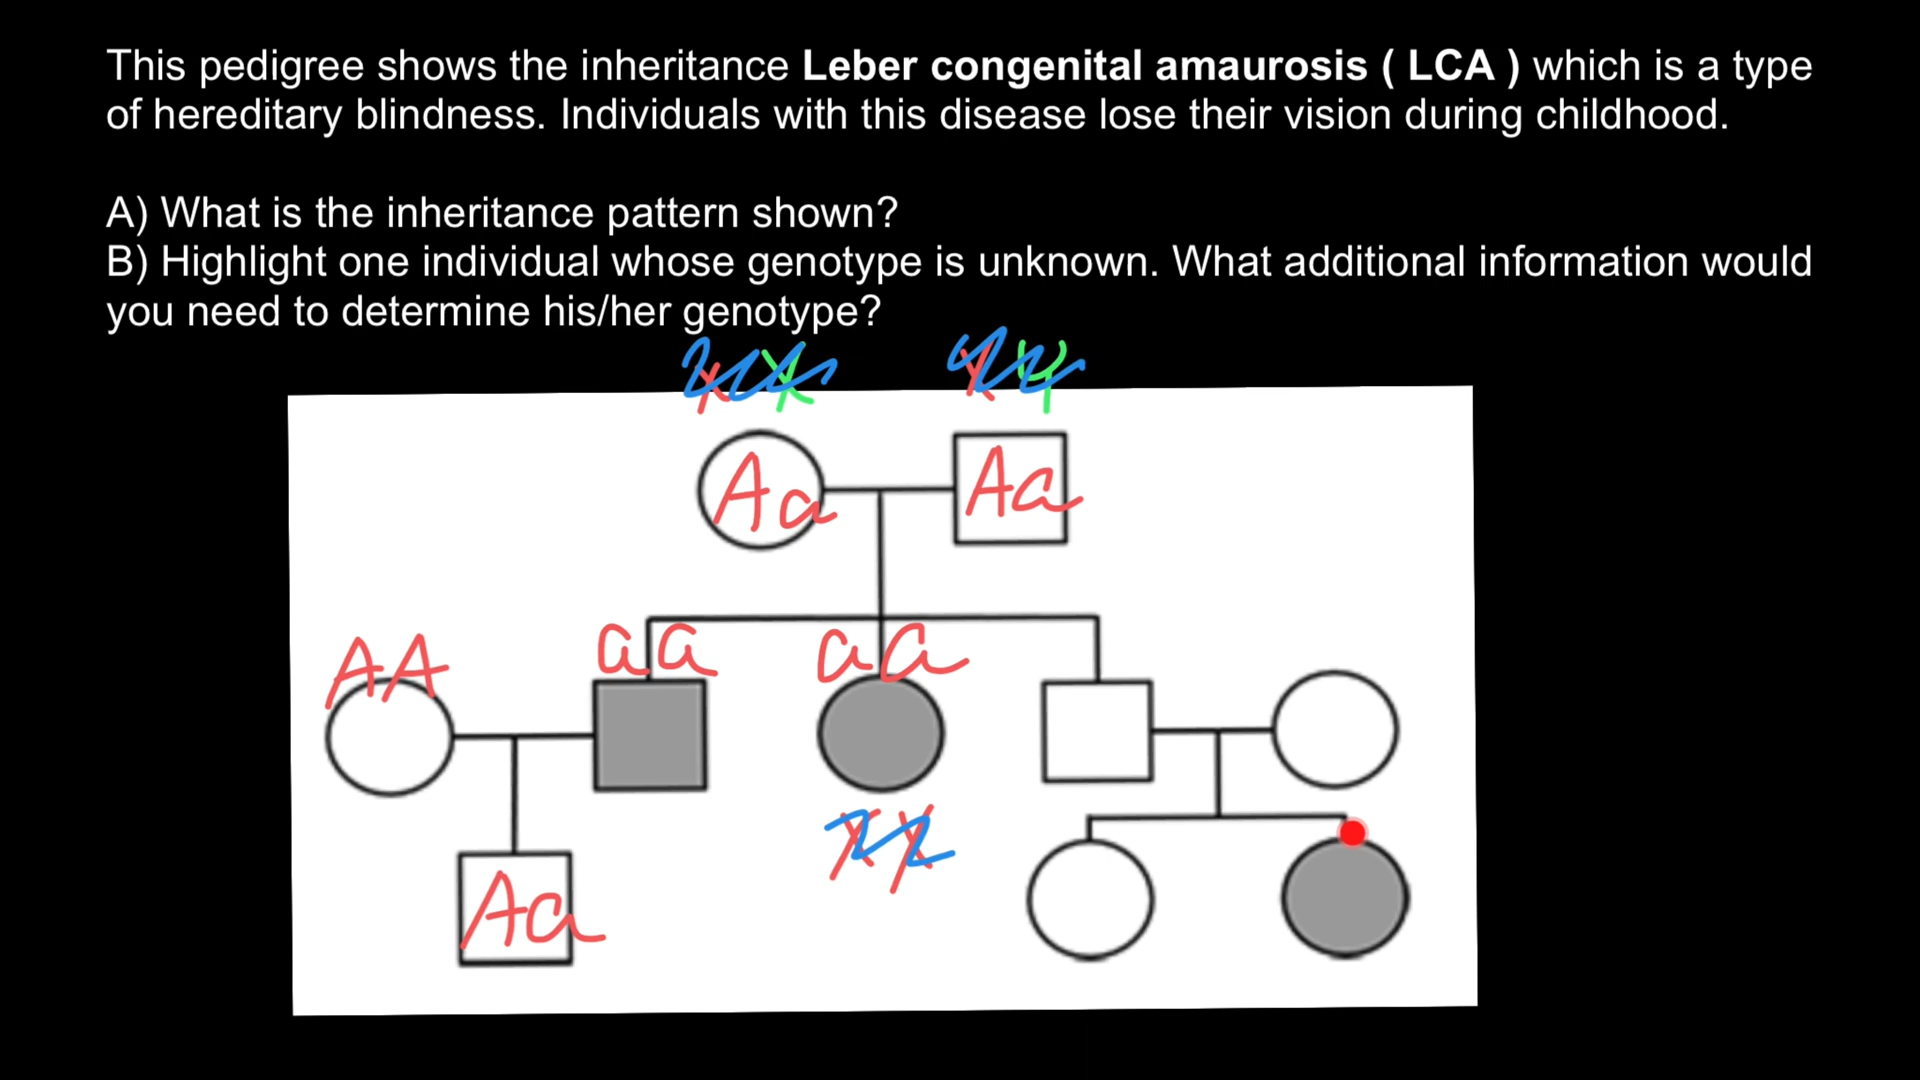 This pedigree shows the inheritance Leber congenital amaurosis ( LCA ) which is a type
of hereditary blindness. Individuals with this disease lose their vision during childhood.
A) What is the inheritance pattern shown?
B) Highlight one individual whose genotype is unknown. What additional information would
you need to determine his/her genotype?
Aa Aa
AA aa aa
Aa